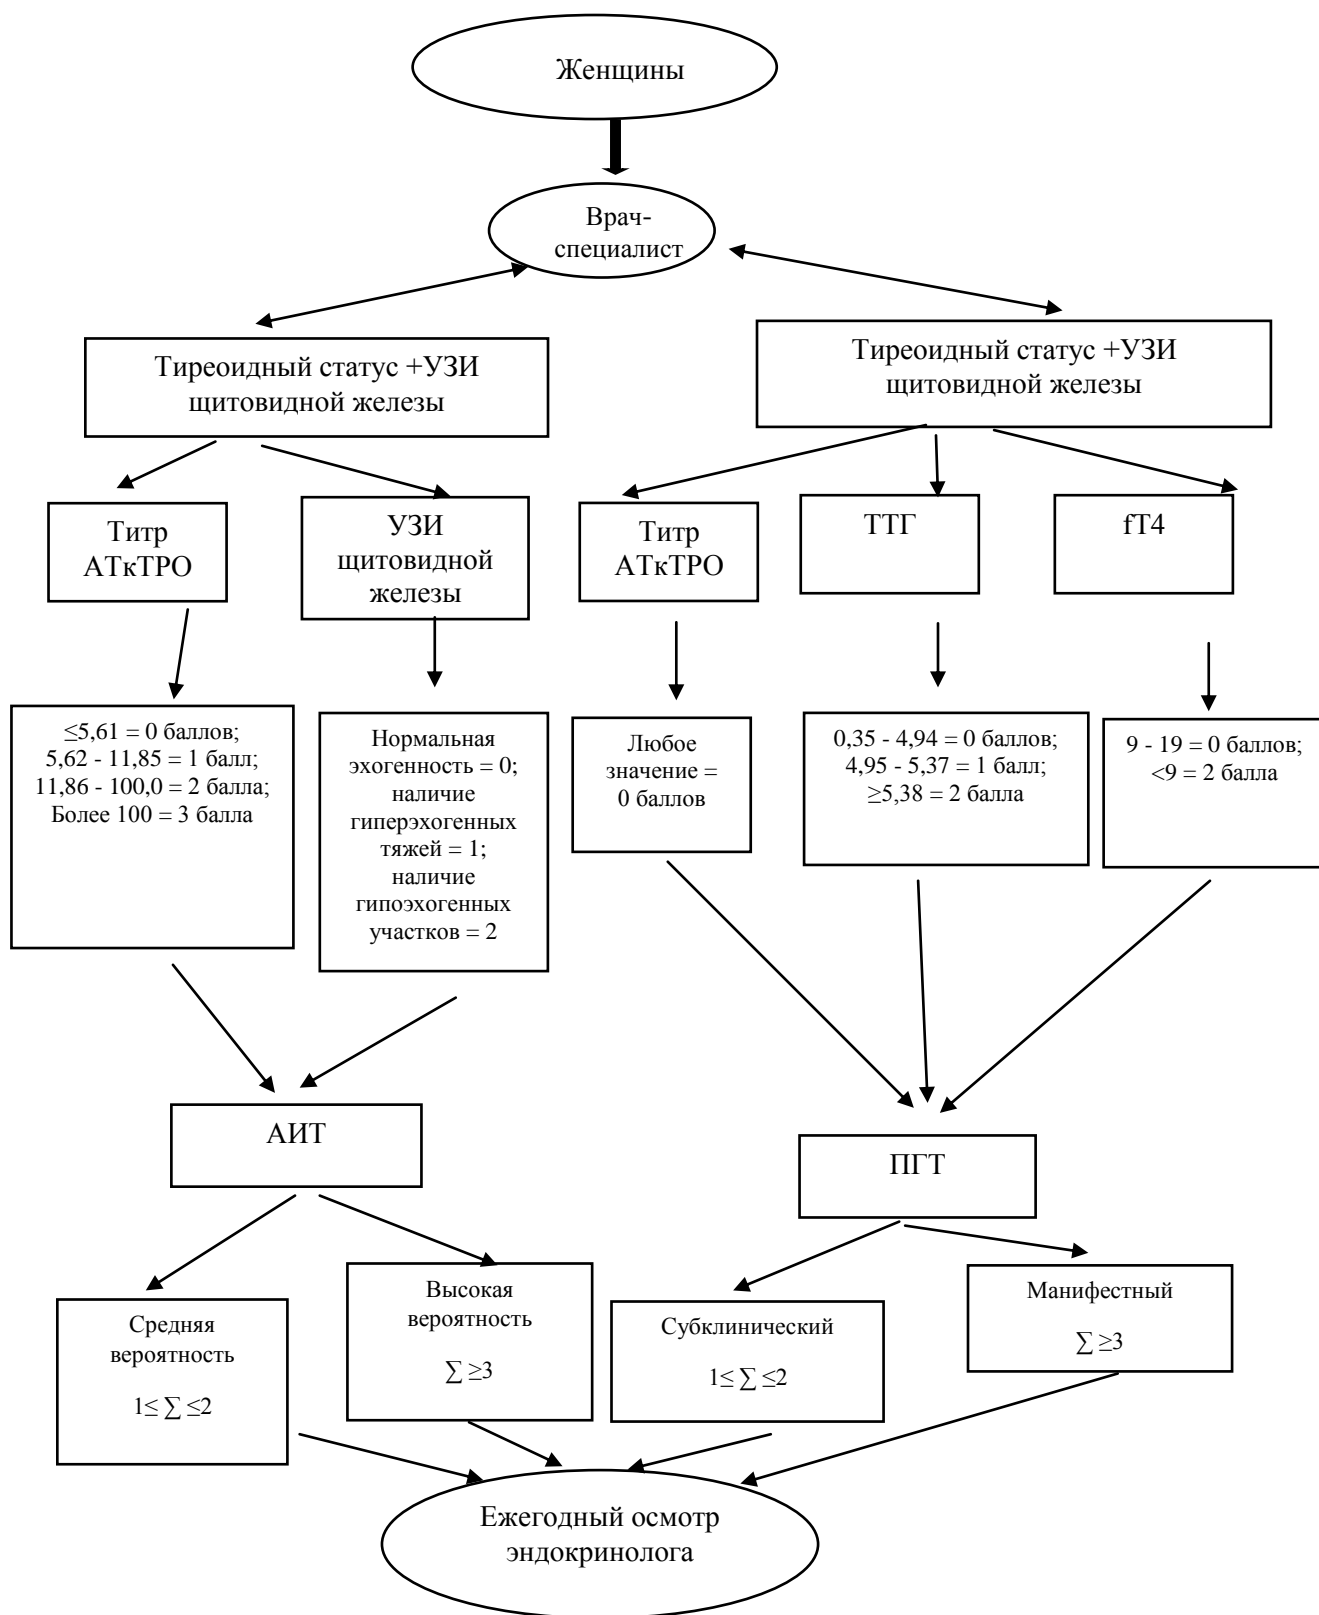 Женщины
Врач-
специалист
Тиреоидный статус +УЗИ
щитовидной железы
Тиреоидный статус +УЗИ
щитовидной железы
Титр
АТкТРО
УЗИ
щитовидной
железы
Титр
АТкТРО
ТТГ
fT4
≤5,61 = 0 баллов;
5,62 - 11,85 = 1 балл;
11,86 - 100,0 = 2 балла;
Более 100 = 3 балла
Нормальная
эхогенность = 0;
наличие
гиперэхогенных
тяжей = 1;
наличие
гипоэхогенных
участков = 2
Любое
значение =
0 баллов
0,35 - 4,94 = 0 баллов;
4,95 - 5,37 = 1 балл;
≥5,38 = 2 балла
9 - 19 = 0 баллов;
<9 = 2 балла
АИТ
ПГТ
Средняя
вероятность
1≤ ∑ ≤2
Высокая
вероятность
∑ ≥3
Субклинический
1≤ ∑ ≤2
Манифестный
∑ ≥3
Ежегодный осмотр
эндокринолога